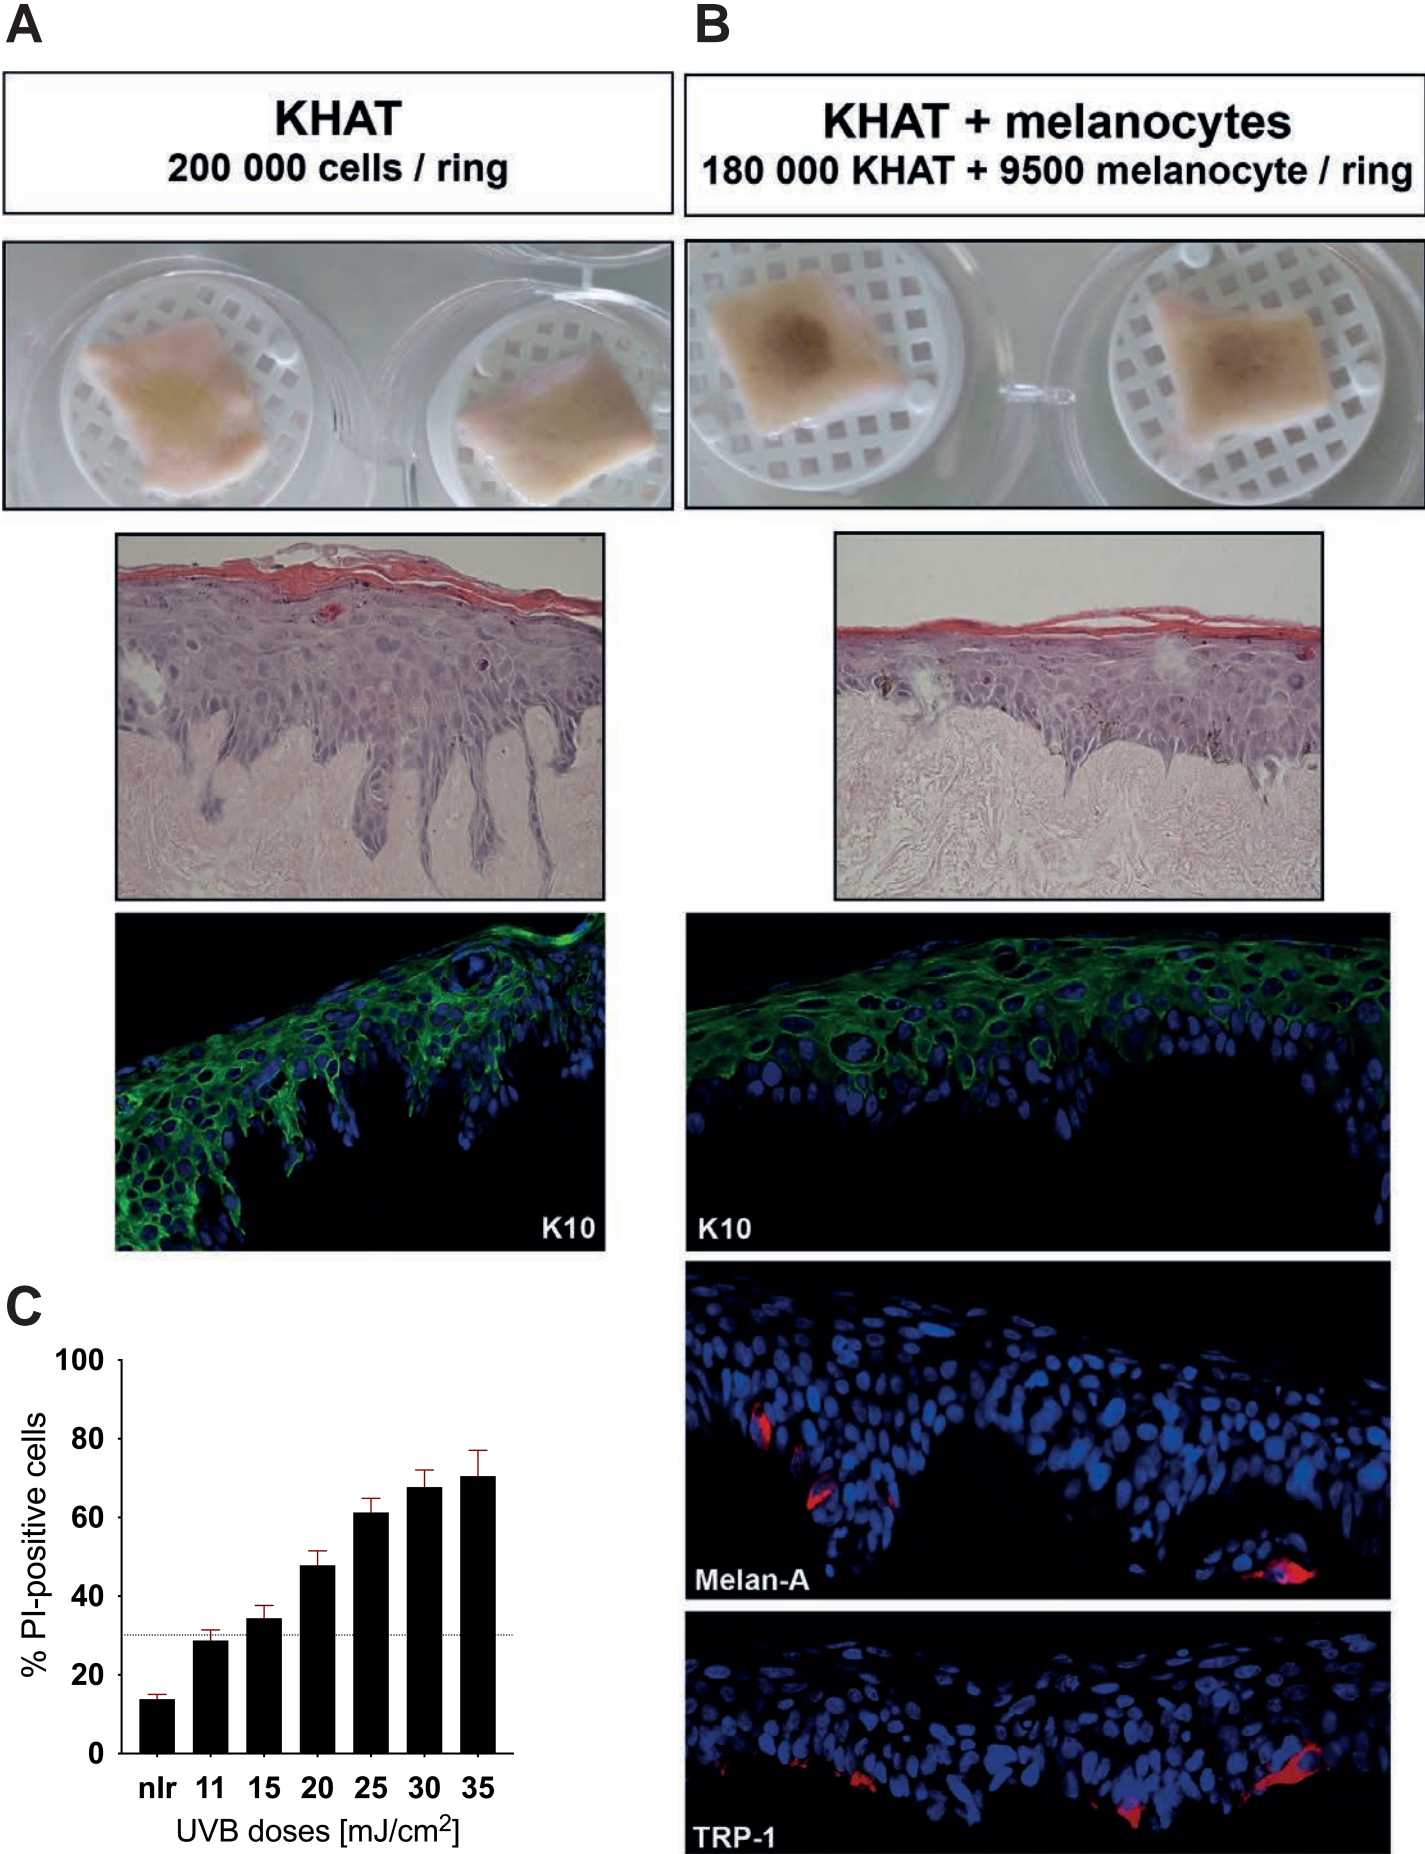 A
B
KHAT
200 000 cells / ring
KHAT + melanocytes
180 000 KHAT + 9500 melanocyte / ring
K10
K10
Melan-A
TRP-1
C
% PI-positive cells
100
80
60
40
20
0
nIr 11 15 20 25 30 35
UVB doses [mJ/cm²]